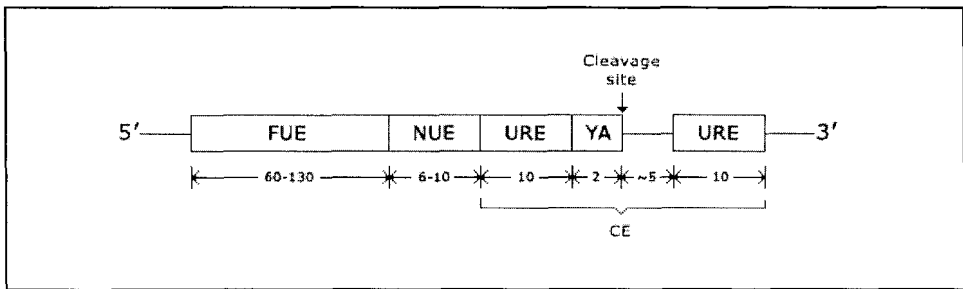 Cleavage
site
5′ FUE NUE URE YA URE 3′
60-130 6-10 10 2 ~5 10
CE